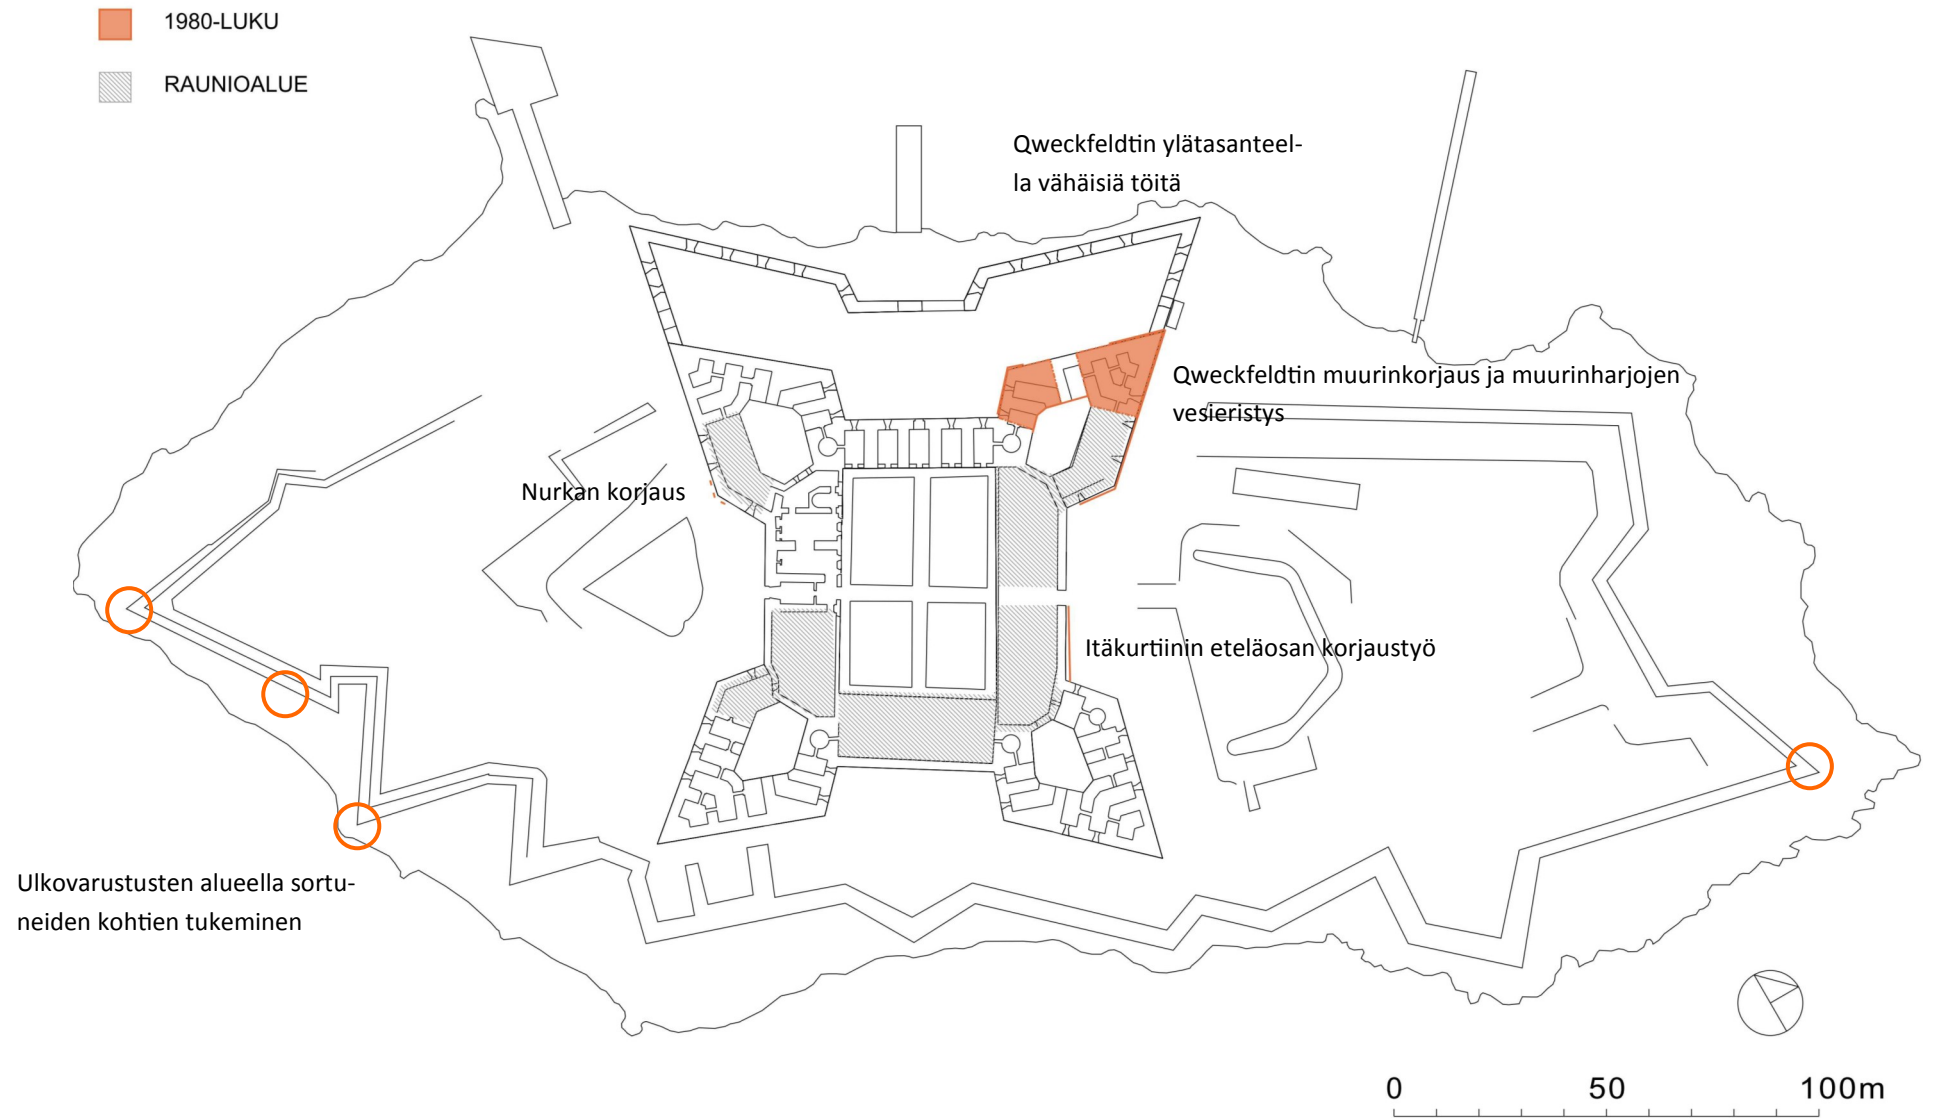 1980-LUKU
RAUNIOALUE
Qweckfeldtin ylätasanteel-
la vähäisiä töitä
Qweckfeldtin muurinkorjaus ja muurinharjojen
vesieristys
Nurkan korjaus
Itäkurtiinin eteläosan korjaustyö
Ulkovarustusten alueella sortu-
neiden kohtien tukeminen
0 50 100m